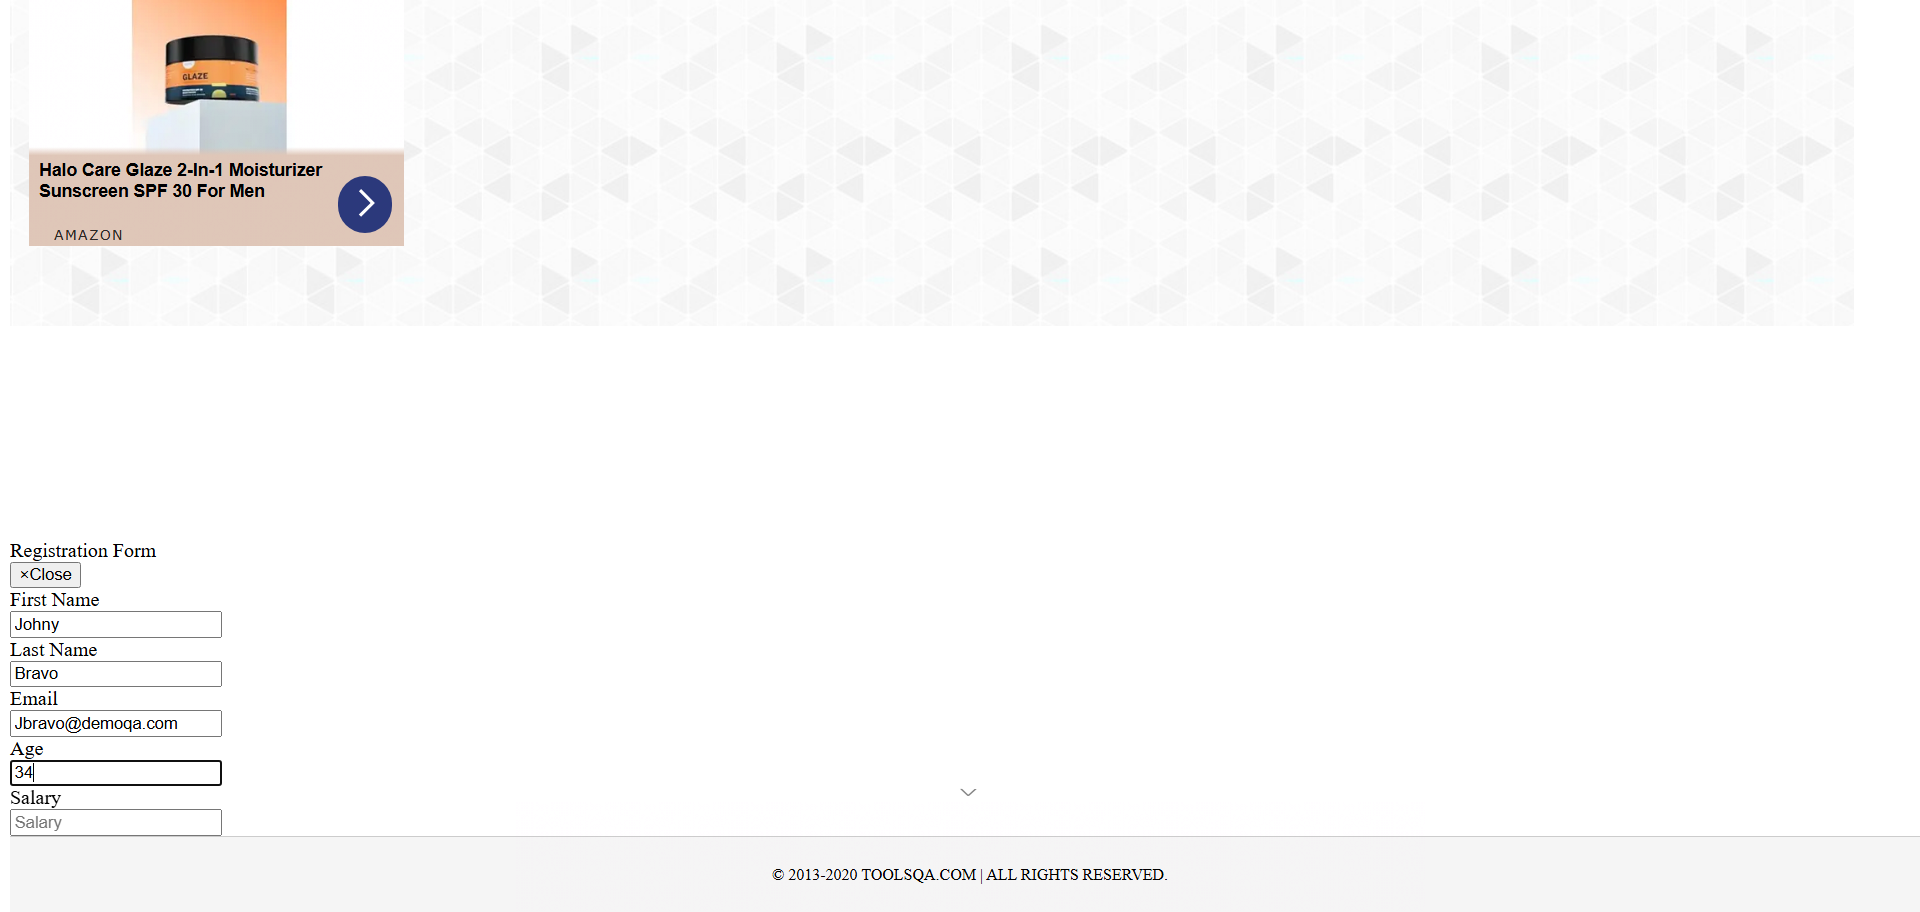 GLAZE
Halo Care Glaze 2-In-1 Moisturizer
Sunscreen SPF 30 For Men
AMAZON
Registration Form
×Close
First Name
Johny
Last Name
Bravo
Email
Jbravo@demoqa.com
Age
34
Salary
Salary
© 2013-2020 TOOLSQA.COM | ALL RIGHTS RESERVED.